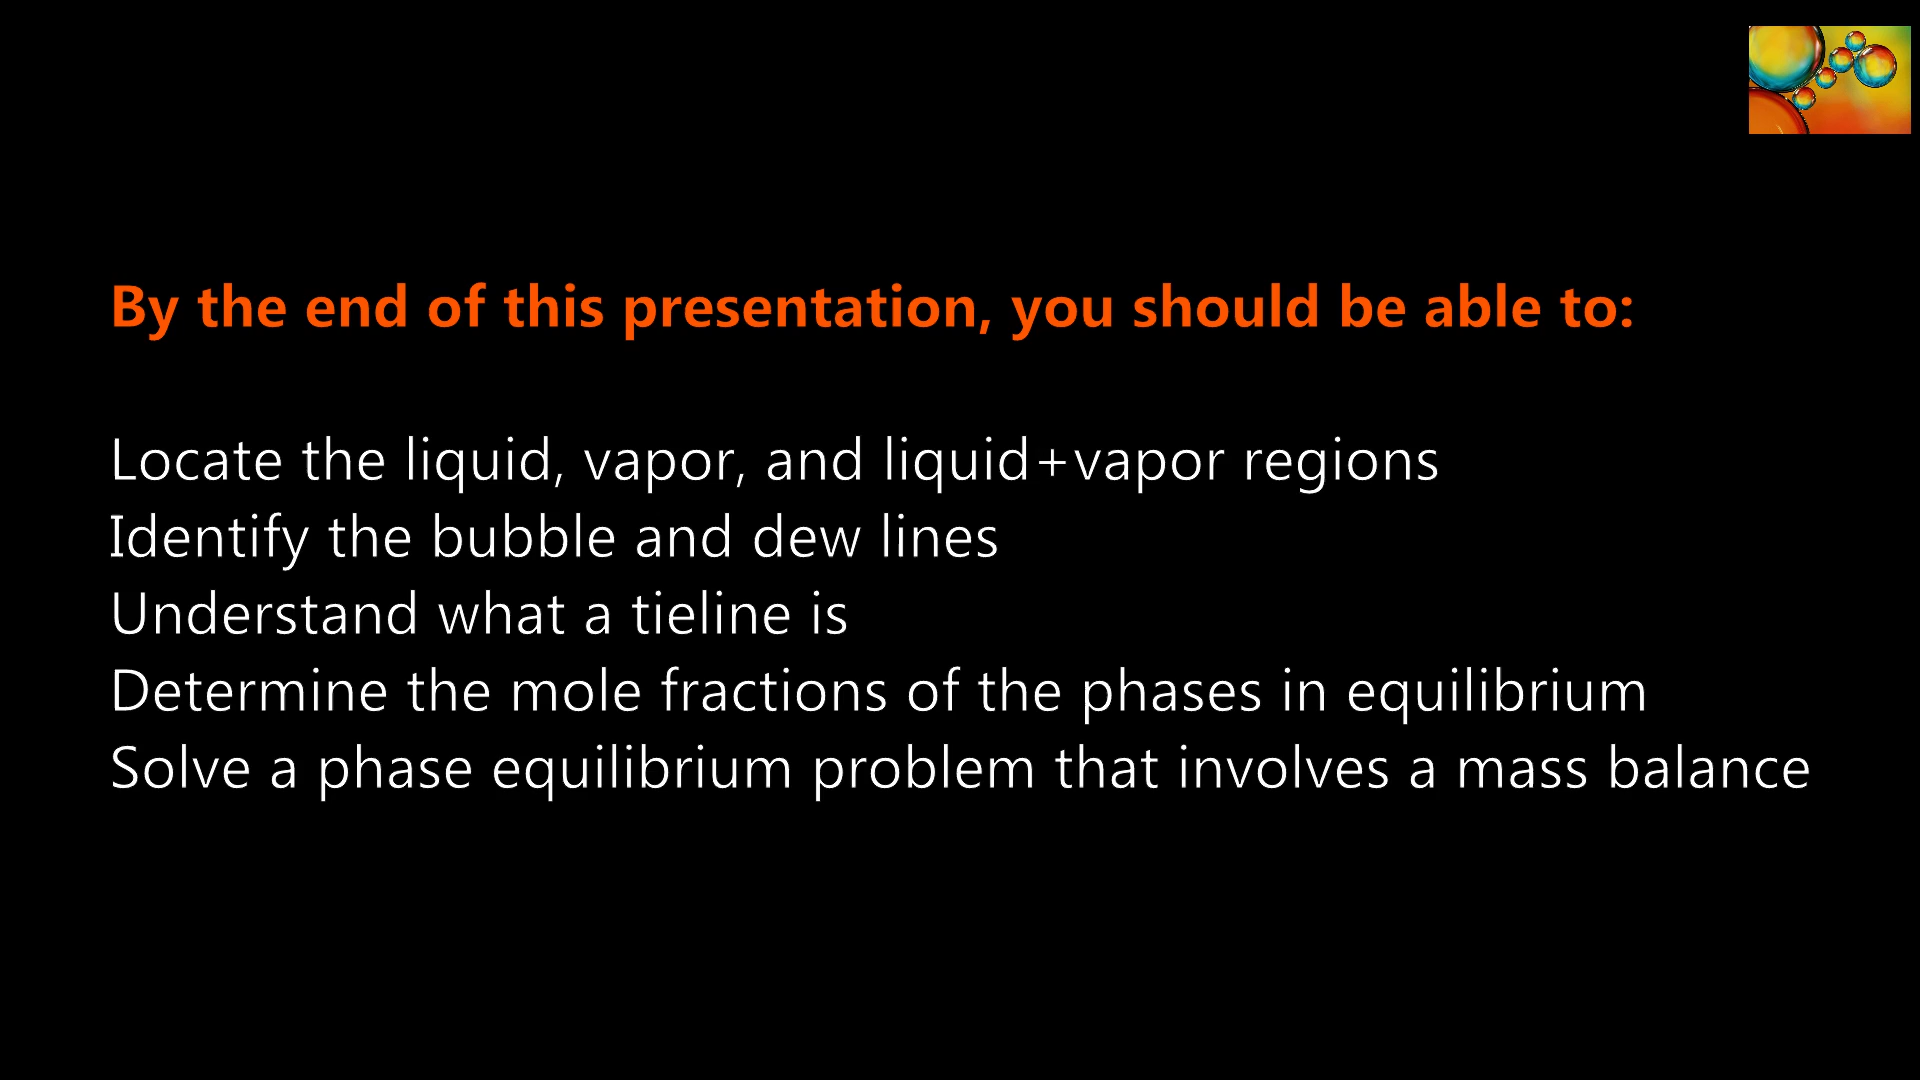 By the end of this presentation, you should be able to:
Locate the liquid, vapor, and liquid+vapor regions
Identify the bubble and dew lines
Understand what a tieline is
Determine the mole fractions of the phases in equilibrium
Solve a phase equilibrium problem that involves a mass balance